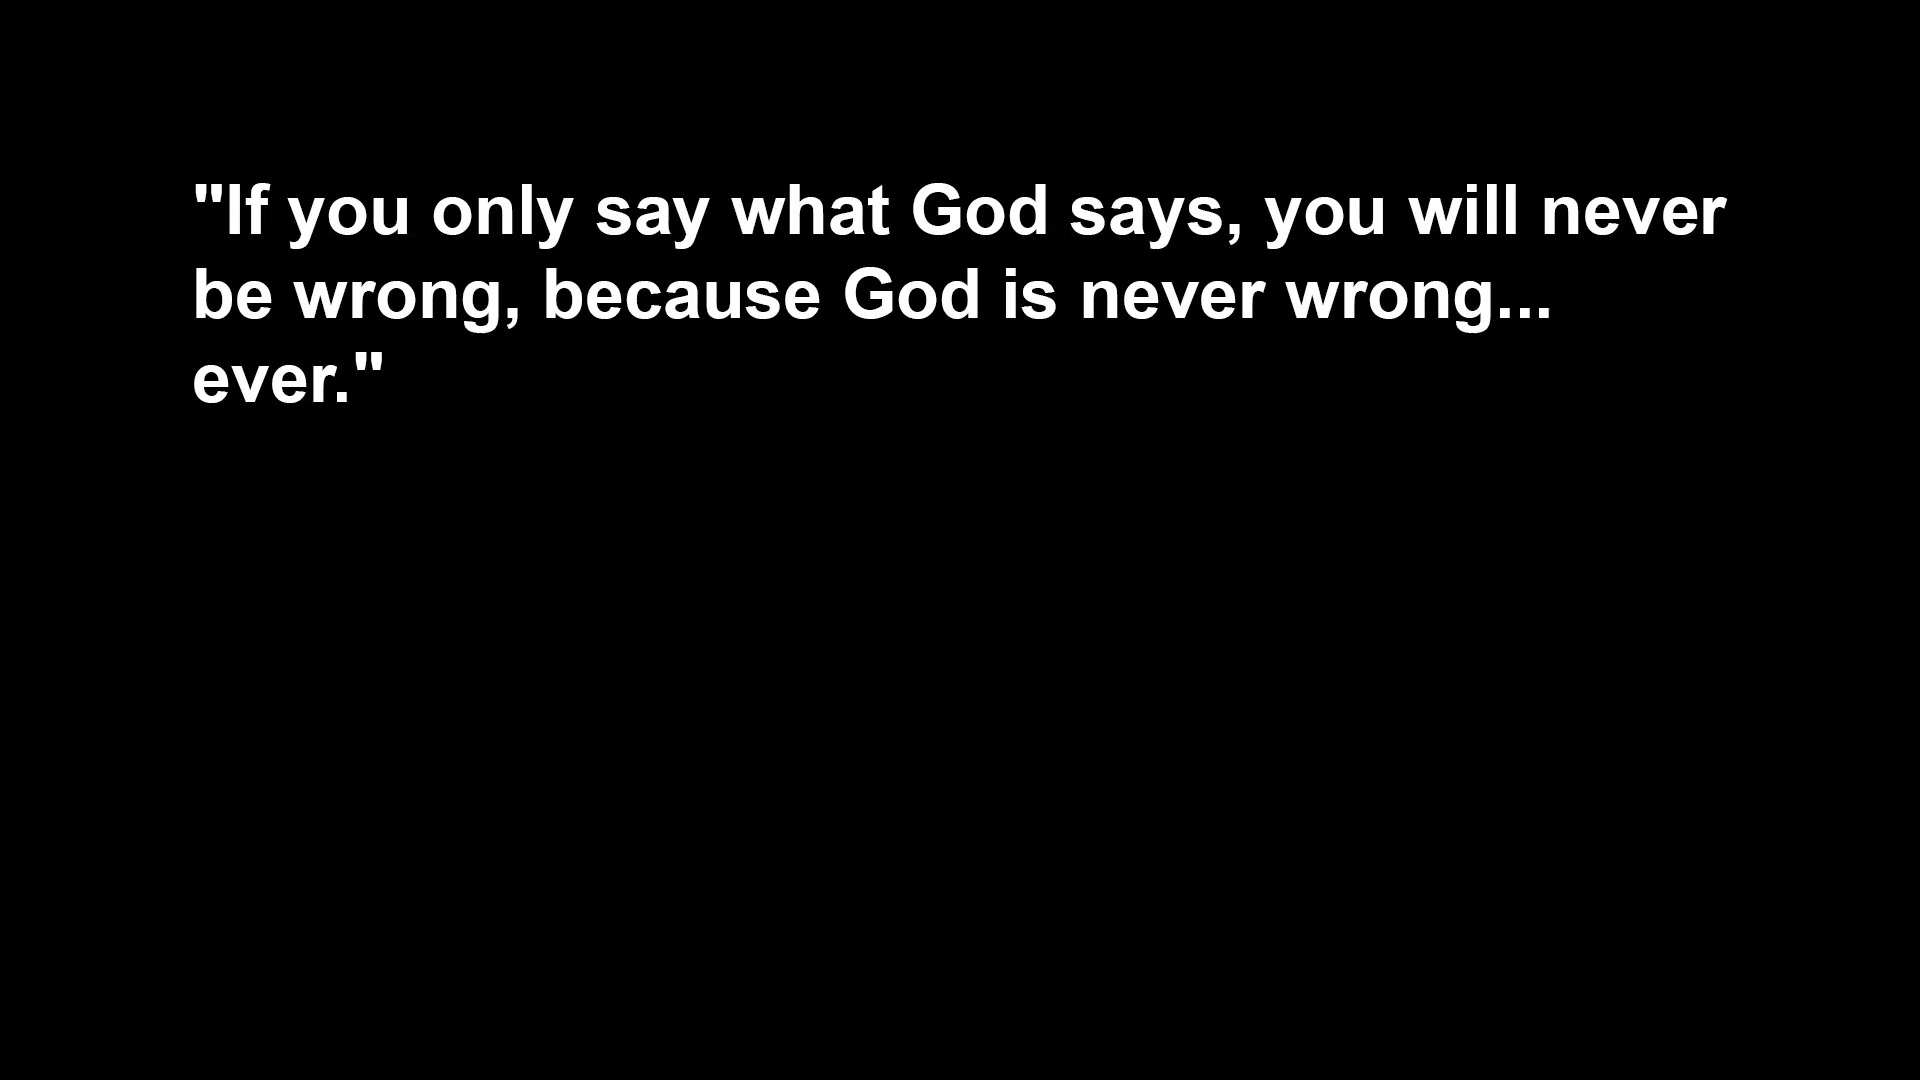 "If you only say what God says, you will never
be wrong, because God is never wrong...
ever."